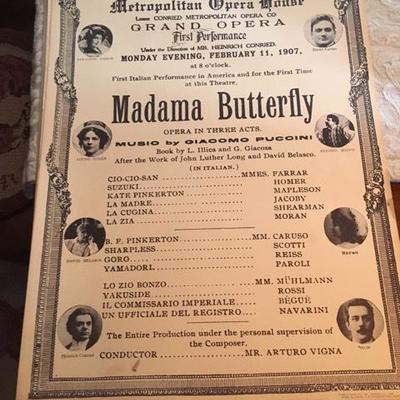 Metropolitan Opera House
Lessee CONRIED METROPOLITAN OPERA CO
GRAND OPERA
First Performance
Under the Direction of MR. HEINRICH CONRIED.
MONDAY EVENING, FEBRUARY 11, 1907.
at 8 o'clock.
First Italian Performance in America and for the First Time
at this Theatre,
Madama Butterfly
OPERA IN THREE ACTS.
MUSIC by GIACOMO PUCCINI
Book by L. Illica and G. Giacosa
After the Work of John Luther Long and David Belasco.
(IN ITALIAN.)
CIO-CIO-SAN MMES. FARRAR
SUZUKI HOMER
KATE PINKERTON MAPLESON
LA MADRE JACOBY
LA CUGINA SHEARMAN
LA ZIA MORAN
B. F. PINKERTON MM. CARUSO
SHARPLESS SCOTTI
GORO REISS
YAMADORI PAROLI
LO ZIO BONZO MM. MÜHLMANN
YAKUSIDE ROSSI
IL COMMISSARIO IMPERIALE BÉGUÉ
UN UFFICIALE DEL REGISTRO NAVARINI
The Entire Production under the personal supervision of
the Composer.
CONDUCTOR MR. ARTURO VIGNA
DAVID BELASCO
Heinrich Conried